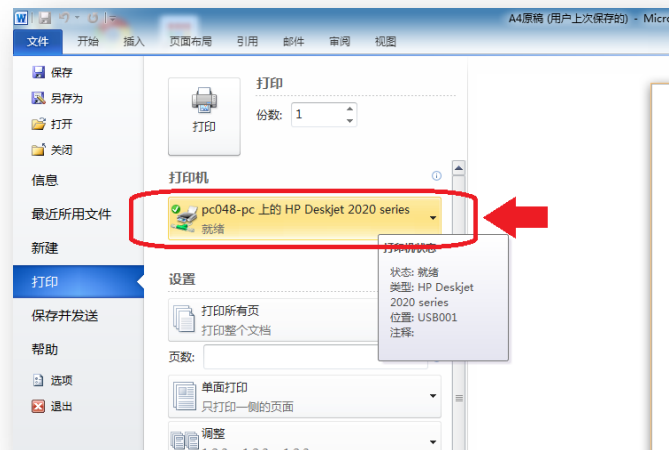 A4原稿 (用户上次保存的) - Micro
文件 开始 插入 页面布局 引用 邮件 审阅 视图
保存
另存为
打开
关闭
信息
最近所用文件
新建
打印
保存并发送
帮助
选项
退出
打印
打印
份数: 1
打印机
pc048-pc 上的 HP Deskjet 2020 series
就绪
打印机状态
状态: 就绪
类型: HP Deskjet
2020 series
位置: USB001
注释:
设置
打印所有页
打印整个文档
页数:
单面打印
只打印一侧的页面
调整